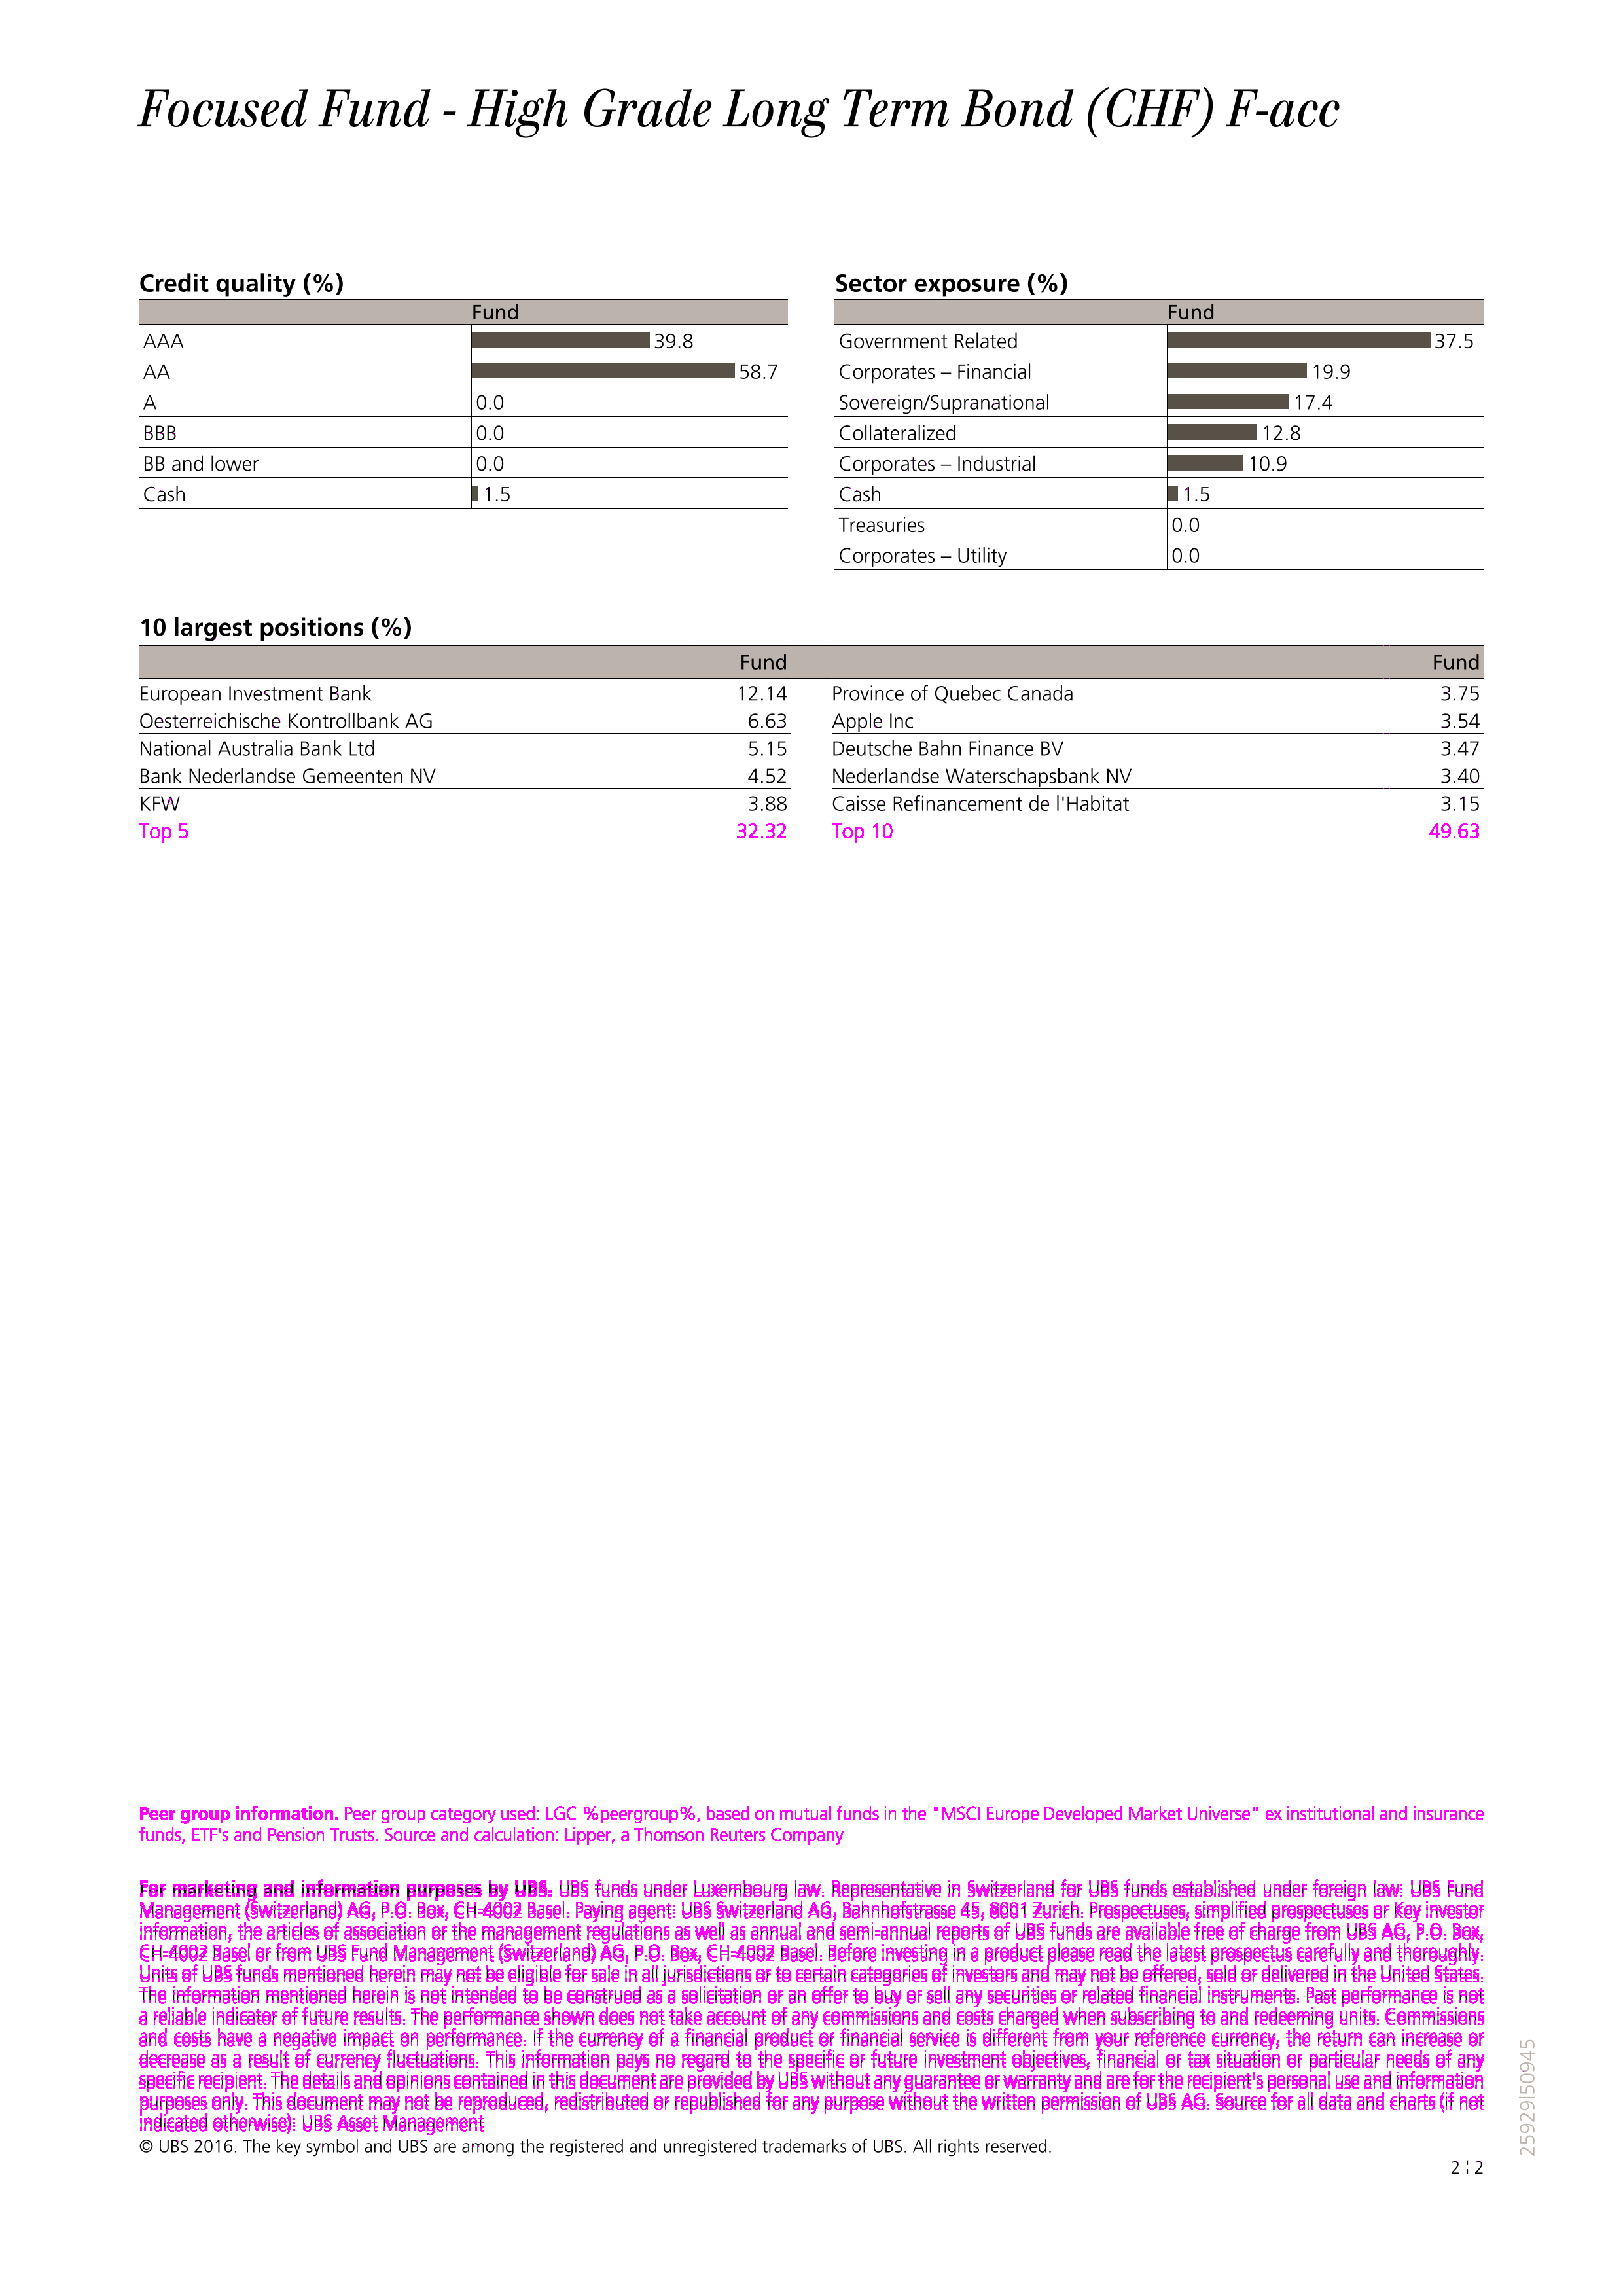 Focused Fund - High Grade Long Term Bond (CHF) F-acc
Credit quality (%)
Fund
AAA 39.8
AA 58.7
A 0.0
BBB 0.0
BB and lower 0.0
Cash 1.5
Sector exposure (%)
Fund
Government Related 37.5
Corporates – Financial 19.9
Sovereign/Supranational 17.4
Collateralized 12.8
Corporates – Industrial 10.9
Cash 1.5
Treasuries 0.0
Corporates – Utility 0.0
10 largest positions (%)
Fund Fund
European Investment Bank 12.14 Province of Quebec Canada 3.75
Oesterreichische Kontrollbank AG 6.63 Apple Inc 3.54
National Australia Bank Ltd 5.15 Deutsche Bahn Finance BV 3.47
Bank Nederlandse Gemeenten NV 4.52 Nederlandse Waterschapsbank NV 3.40
KFW 3.88 Caisse Refinancement de l'Habitat 3.15
Top 5 32.32 Top 10 49.63
Peer group information. Peer group category used: LGC %peergroup%, based on mutual funds in the "MSCI Europe Developed Market Universe" ex institutional and insurance
funds, ETF's and Pension Trusts. Source and calculation: Lipper, a Thomson Reuters Company
For marketing and information purposes by UBS. UBS funds under Luxembourg law. Representative in Switzerland for UBS funds established under foreign law: UBS Fund
Management (Switzerland) AG, P.O. Box, CH-4002 Basel. Paying agent: UBS Switzerland AG, Bahnhofstrasse 45, 8001 Zurich. Prospectuses, simplified prospectuses or Key investor
information, the articles of association or the management regulations as well as annual and semi-annual reports of UBS funds are available free of charge from UBS AG, P.O. Box,
CH-4002 Basel or from UBS Fund Management (Switzerland) AG, P.O. Box, CH-4002 Basel. Before investing in a product please read the latest prospectus carefully and thoroughly.
Units of UBS funds mentioned herein may not be eligible for sale in all jurisdictions or to certain categories of investors and may not be offered, sold or delivered in the United States.
The information mentioned herein is not intended to be construed as a solicitation or an offer to buy or sell any securities or related financial instruments. Past performance is not
a reliable indicator of future results. The performance shown does not take account of any commissions and costs charged when subscribing to and redeeming units. Commissions
and costs have a negative impact on performance. If the currency of a financial product or financial service is different from your reference currency, the return can increase or
decrease as a result of currency fluctuations. This information pays no regard to the specific or future investment objectives, financial or tax situation or particular needs of any
specific recipient. The details and opinions contained in this document are provided by UBS without any guarantee or warranty and are for the recipient's personal use and information
purposes only. This document may not be reproduced, redistributed or republished for any purpose without the written permission of UBS AG. Source for all data and charts (if not
indicated otherwise): UBS Asset Management
© UBS 2016. The key symbol and UBS are among the registered and unregistered trademarks of UBS. All rights reserved.
2 ¦ 2
25929|50945